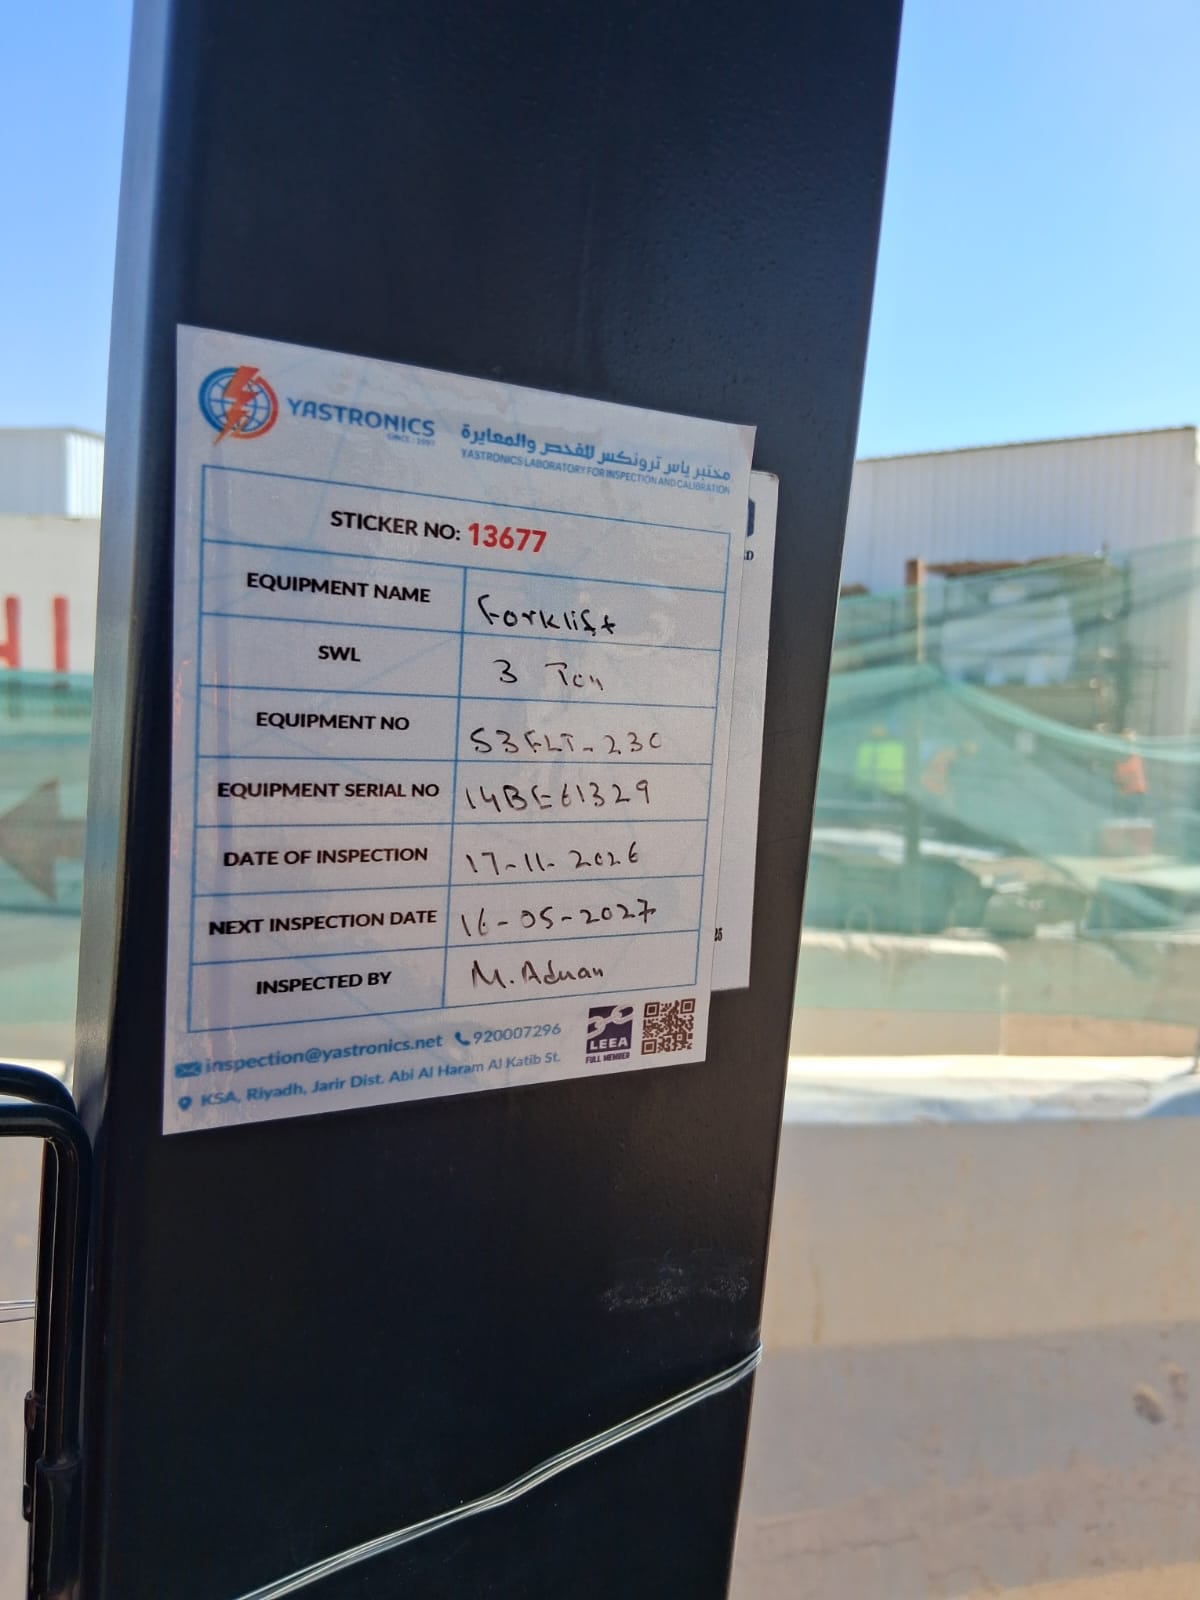 YASTRONICS
SINCE : 1997
مختبر ياس ترونكس للفحص والمعايرة
YASTRONICS LABORATORY FOR INSPECTION AND CALIBRATION
STICKER NO: 13677
EQUIPMENT NAME Forklift
SWL 3 Ton
EQUIPMENT NO S3FLT-230
EQUIPMENT SERIAL NO 14BE61329
DATE OF INSPECTION 17-11-2026
NEXT INSPECTION DATE 16-05-2027
INSPECTED BY M. Adnan
inspection@yastronics.net 920007296
KSA, Riyadh, Jarir Dist. Abi Al Haram Al Katib St.
LEEA
FULL MEMBER